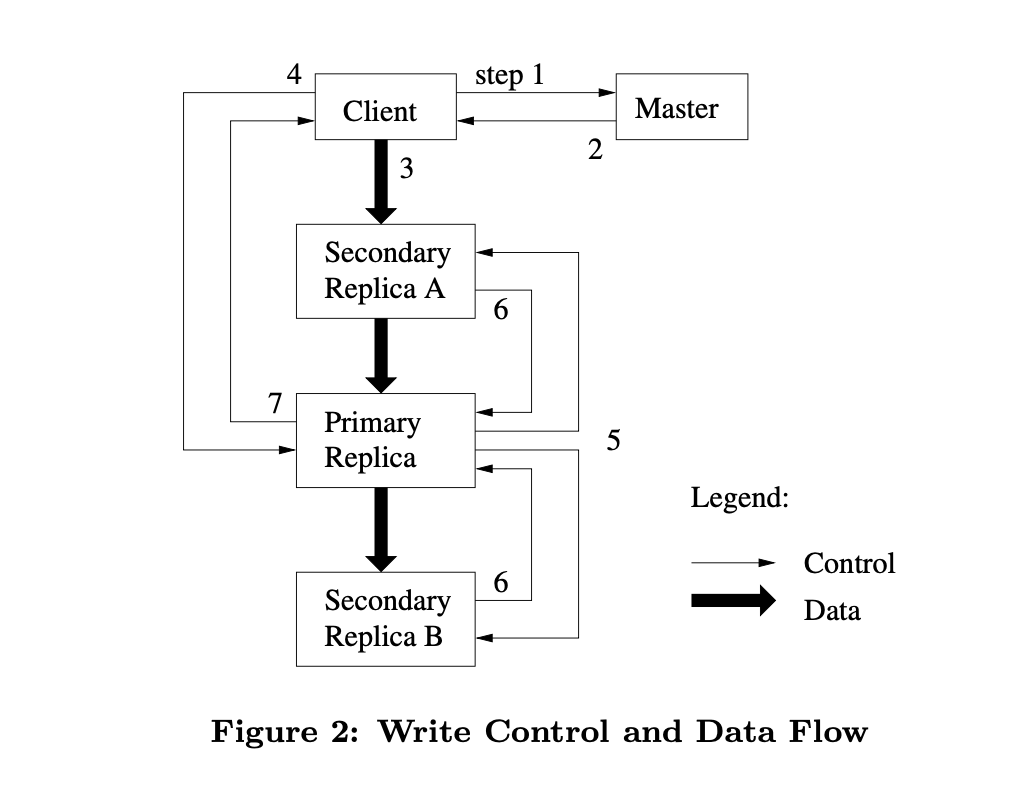 4
step 1
Client
Master
2
3
Secondary
Replica A
6
7
Primary
Replica
5
6
Secondary
Replica B
Legend:
Control
Data
Figure 2: Write Control and Data Flow